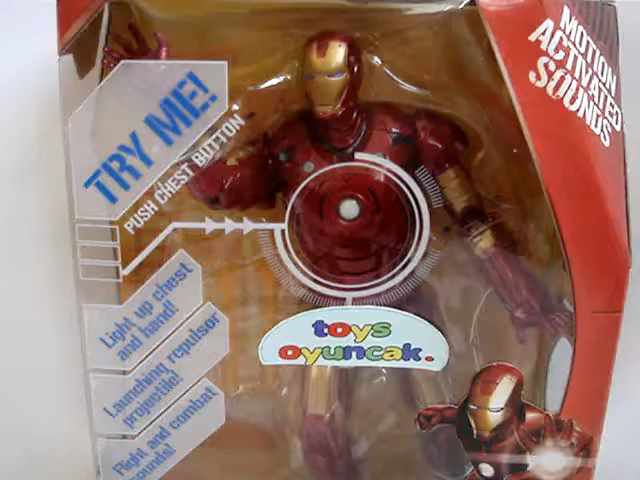 TRY ME!
PUSH CHEST BUTTON
Light up chest
and hand!
Launching repulsor
projectile!
Flight and combat
sounds!
toys
oyuncak.
MOTION
ACTIVATED
SOUNDS